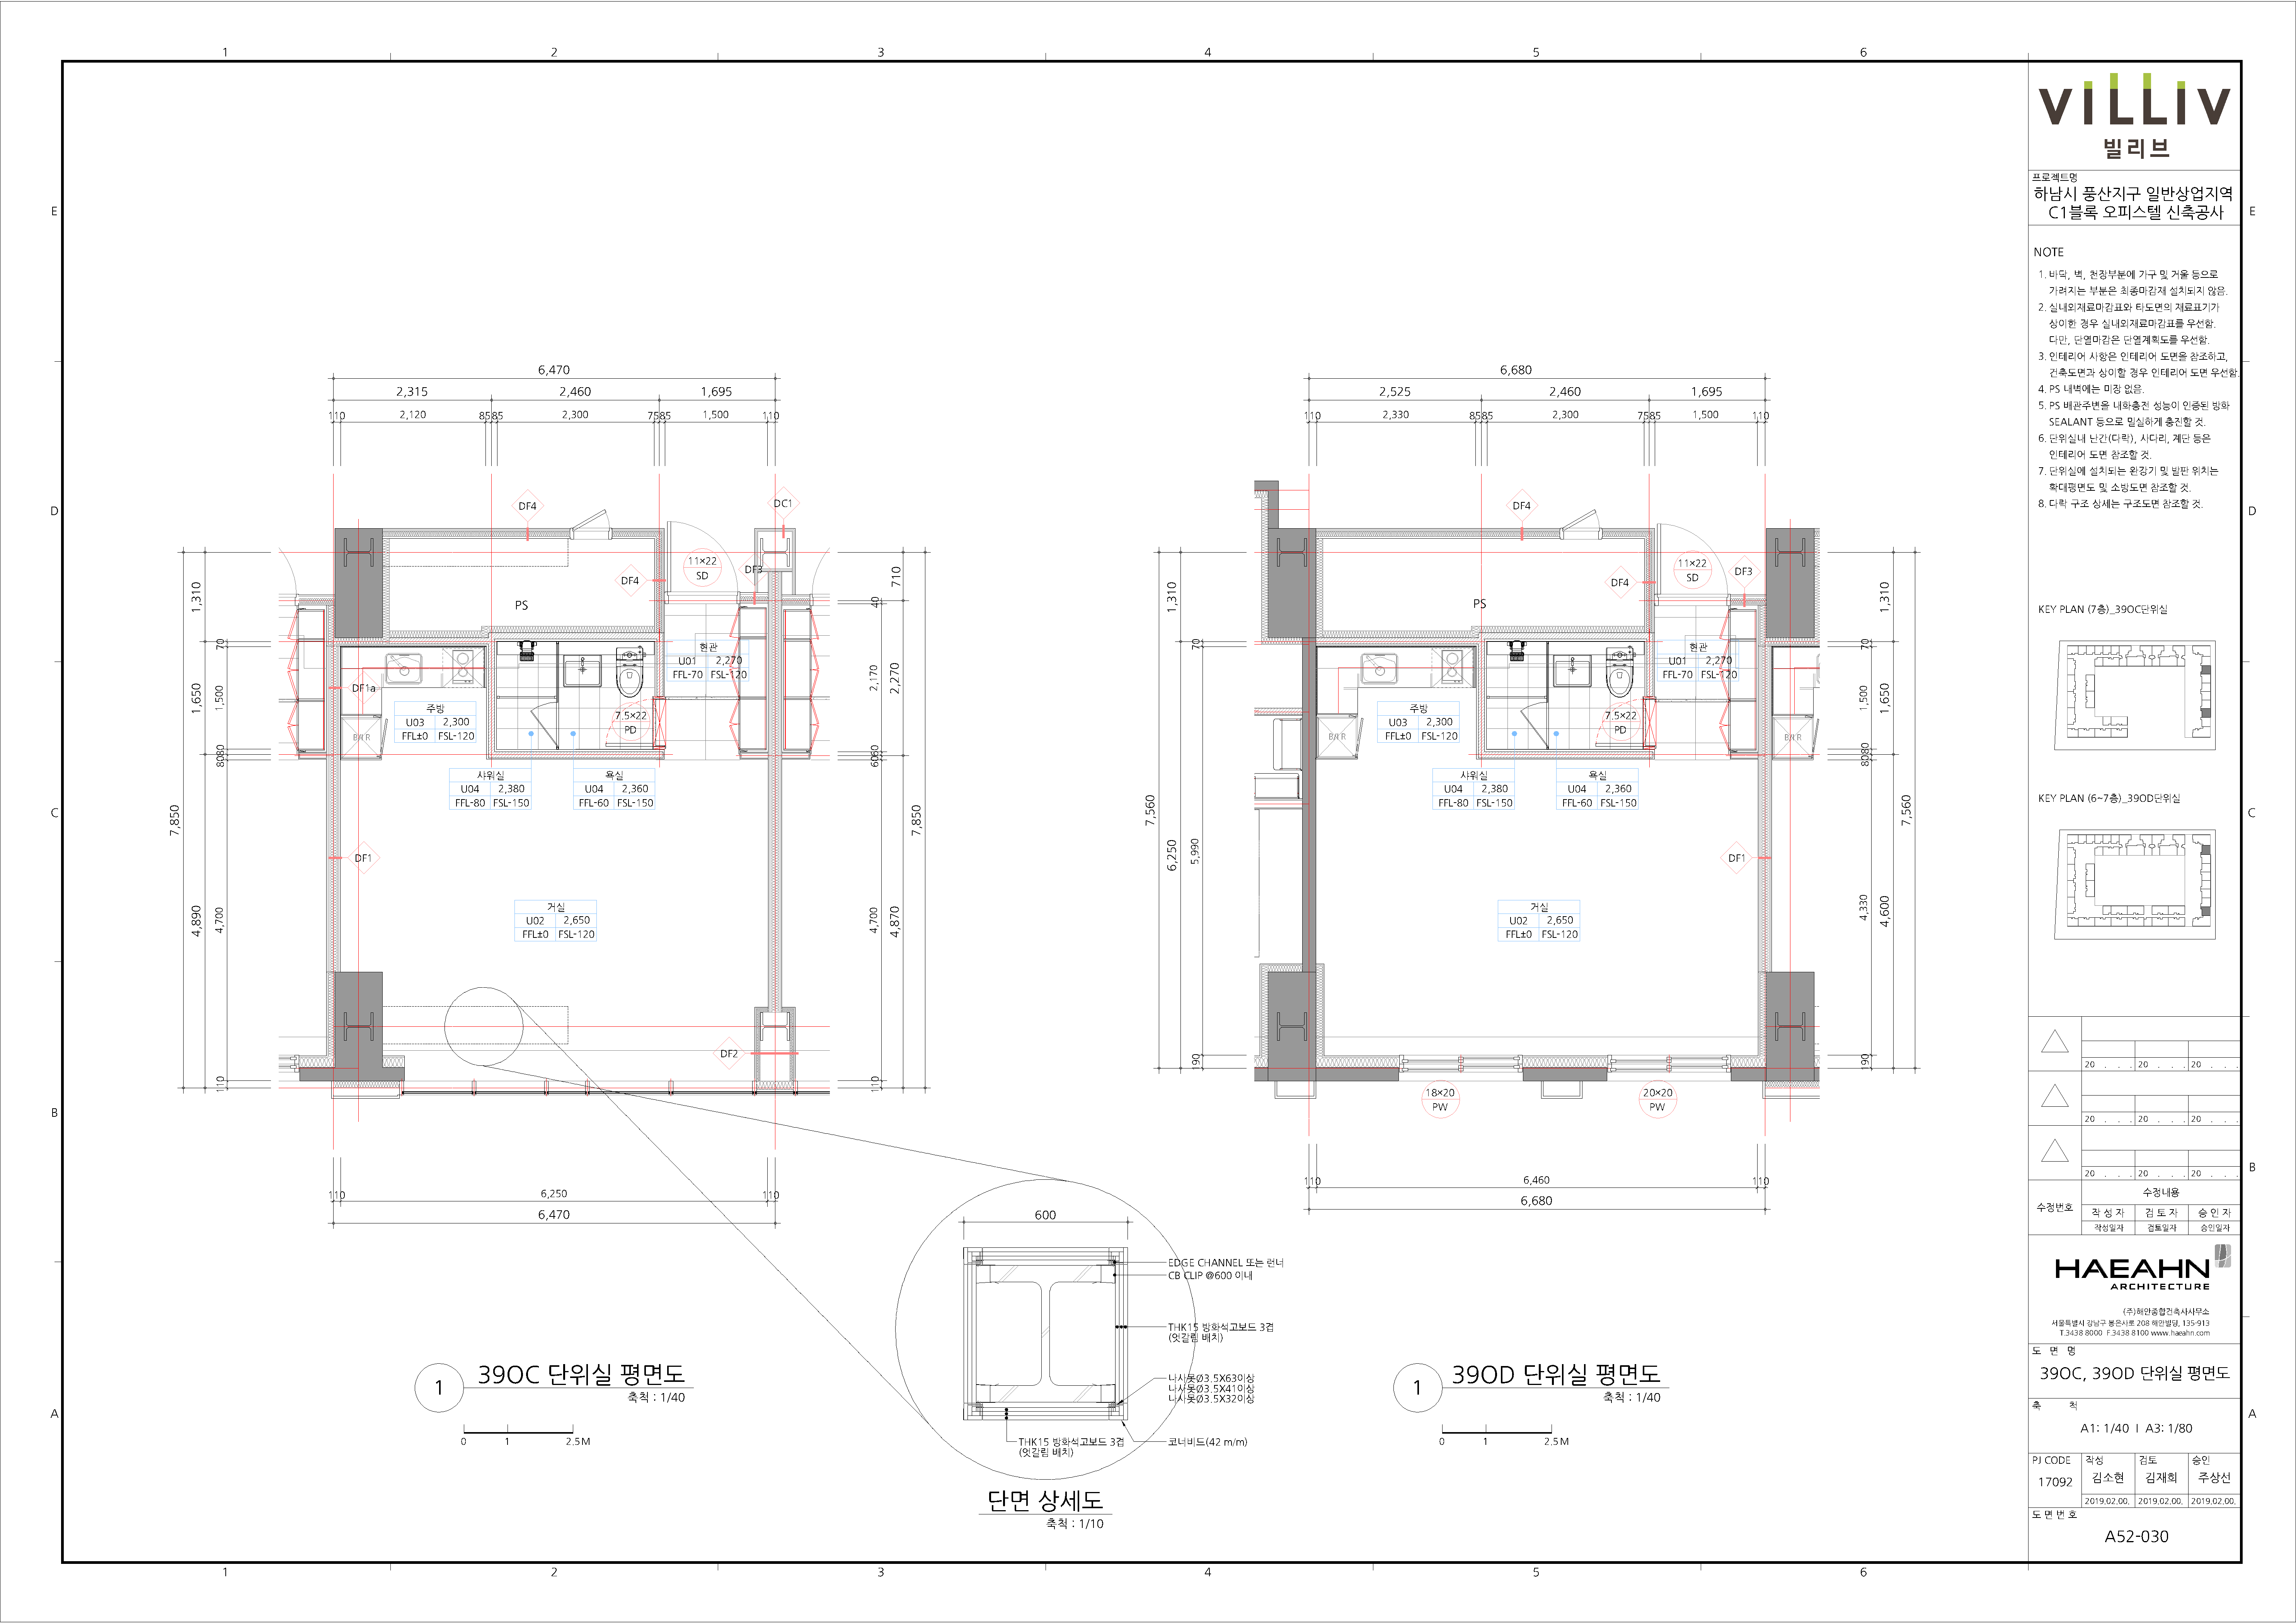 1
2
3
4
5
6
E
D
C
B
A
6,470
2,315
2,460
1,695
110
2,120
85
85
2,300
75
85
1,500
110
DF4
DC1
DF4
11×22
SD
DF3
PS
현관
U01
2,270
FFL-70
FSL-120
DF1a
주방
U03
2,300
FFL±0
FSL-120
B/I R
7.5×22
PD
샤워실
U04
2,380
FFL-80
FSL-150
욕실
U04
2,360
FFL-60
FSL-150
DF1
거실
U02
2,650
FFL±0
FSL-120
DF2
7,850
1,310
1,650
4,890
70
1,500
80
80
4,700
110
710
40
2,170
2,270
60
60
4,700
4,870
110
7,850
110
6,250
110
6,470
1
39OC 단위실 평면도
축척 : 1/40
0
1
2.5M
600
EDGE CHANNEL 또는 런너
CB CLIP @600 이내
THK15 방화석고보드 3겹
(엇갈림 배치)
나사못Ø3.5X63이상
나사못Ø3.5X41이상
나사못Ø3.5X32이상
THK15 방화석고보드 3겹
(엇갈림 배치)
코너비드(42 m/m)
단면 상세도
축척 : 1/10
6,680
2,525
2,460
1,695
110
2,330
85
85
2,300
75
85
1,500
110
DF4
DF4
11×22
SD
DF3
PS
현관
U01
2,270
FFL-70
FSL-120
주방
U03
2,300
FFL±0
FSL-120
B/I R
7.5×22
PD
B/I R
샤워실
U04
2,380
FFL-80
FSL-150
욕실
U04
2,360
FFL-60
FSL-150
DF1
거실
U02
2,650
FFL±0
FSL-120
18×20
PW
20×20
PW
7,560
1,310
6,250
70
5,990
190
1,310
70
1,500
1,650
80
80
4,330
4,600
190
7,560
110
6,460
110
6,680
1
39OD 단위실 평면도
축척 : 1/40
0
1
2.5M
VILLIV
빌리브
프로젝트명
하남시 풍산지구 일반상업지역
C1블록 오피스텔 신축공사
NOTE
1. 바닥, 벽, 천장부분에 가구 및 거울 등으로
가려지는 부분은 최종마감재 설치되지 않음.
2. 실내외재료마감표와 타도면의 재료표기가
상이한 경우 실내외재료마감표를 우선함.
다만, 단열마감은 단열계획도를 우선함.
3. 인테리어 사항은 인테리어 도면을 참조하고,
건축도면과 상이할 경우 인테리어 도면 우선함.
4. PS 내벽에는 미장 없음.
5. PS 배관주변을 내화충전 성능이 인증된 방화
SEALANT 등으로 밀실하게 충진할 것.
6. 단위실내 난간(다락), 사다리, 계단 등은
인테리어 도면 참조할 것.
7. 단위실에 설치되는 완강기 및 발판 위치는
확대평면도 및 소방도면 참조할 것.
8. 다락 구조 상세는 구조도면 참조할 것.
KEY PLAN (7층)_39OC단위실
KEY PLAN (6~7층)_39OD단위실
20 . . .
20 . . .
20 . . .
20 . . .
20 . . .
20 . . .
20 . . .
20 . . .
20 . . .
수정번호
수정내용
작 성 자
검 토 자
승 인 자
작성일자
검토일자
승인일자
HAEAHN
ARCHITECTURE
(주)해안종합건축사사무소
서울특별시 강남구 봉은사로 208 해안빌딩, 135-913
T.3438 8000 F.3438 8100 www.haeahn.com
도 면 명
39OC, 39OD 단위실 평면도
축 척
A1: 1/40 I A3: 1/80
PJ CODE
작성
검토
승인
17092
김소현
김재희
주상선
2019.02.00.
2019.02.00.
2019.02.00.
도 면 번 호
A52-030
E
D
C
B
A
1
2
3
4
5
6